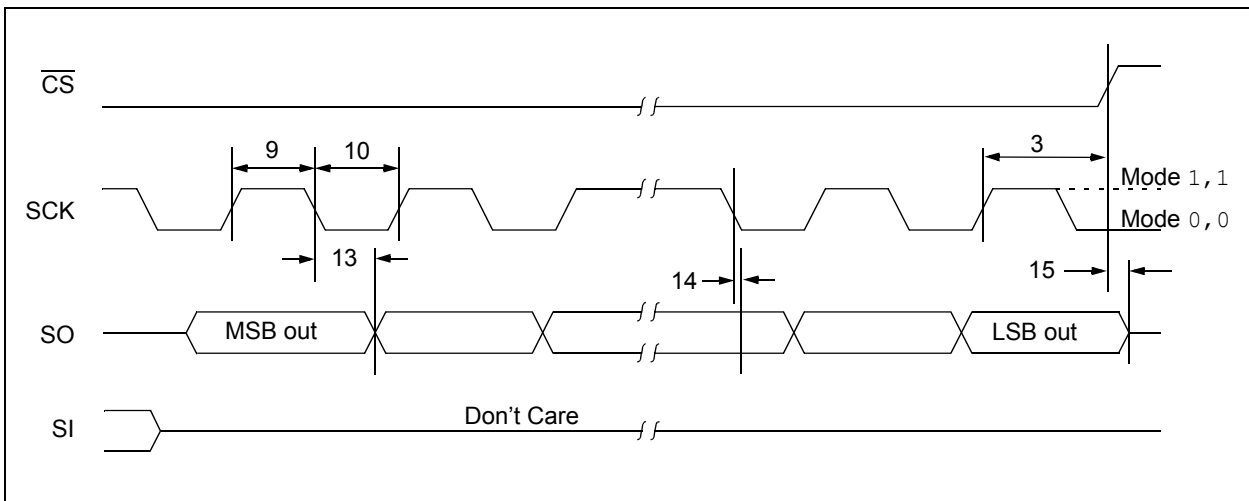 CS
9
10
3
Mode 1,1
SCK
Mode 0,0
13
14
15
SO
MSB out
LSB out
Don't Care
SI